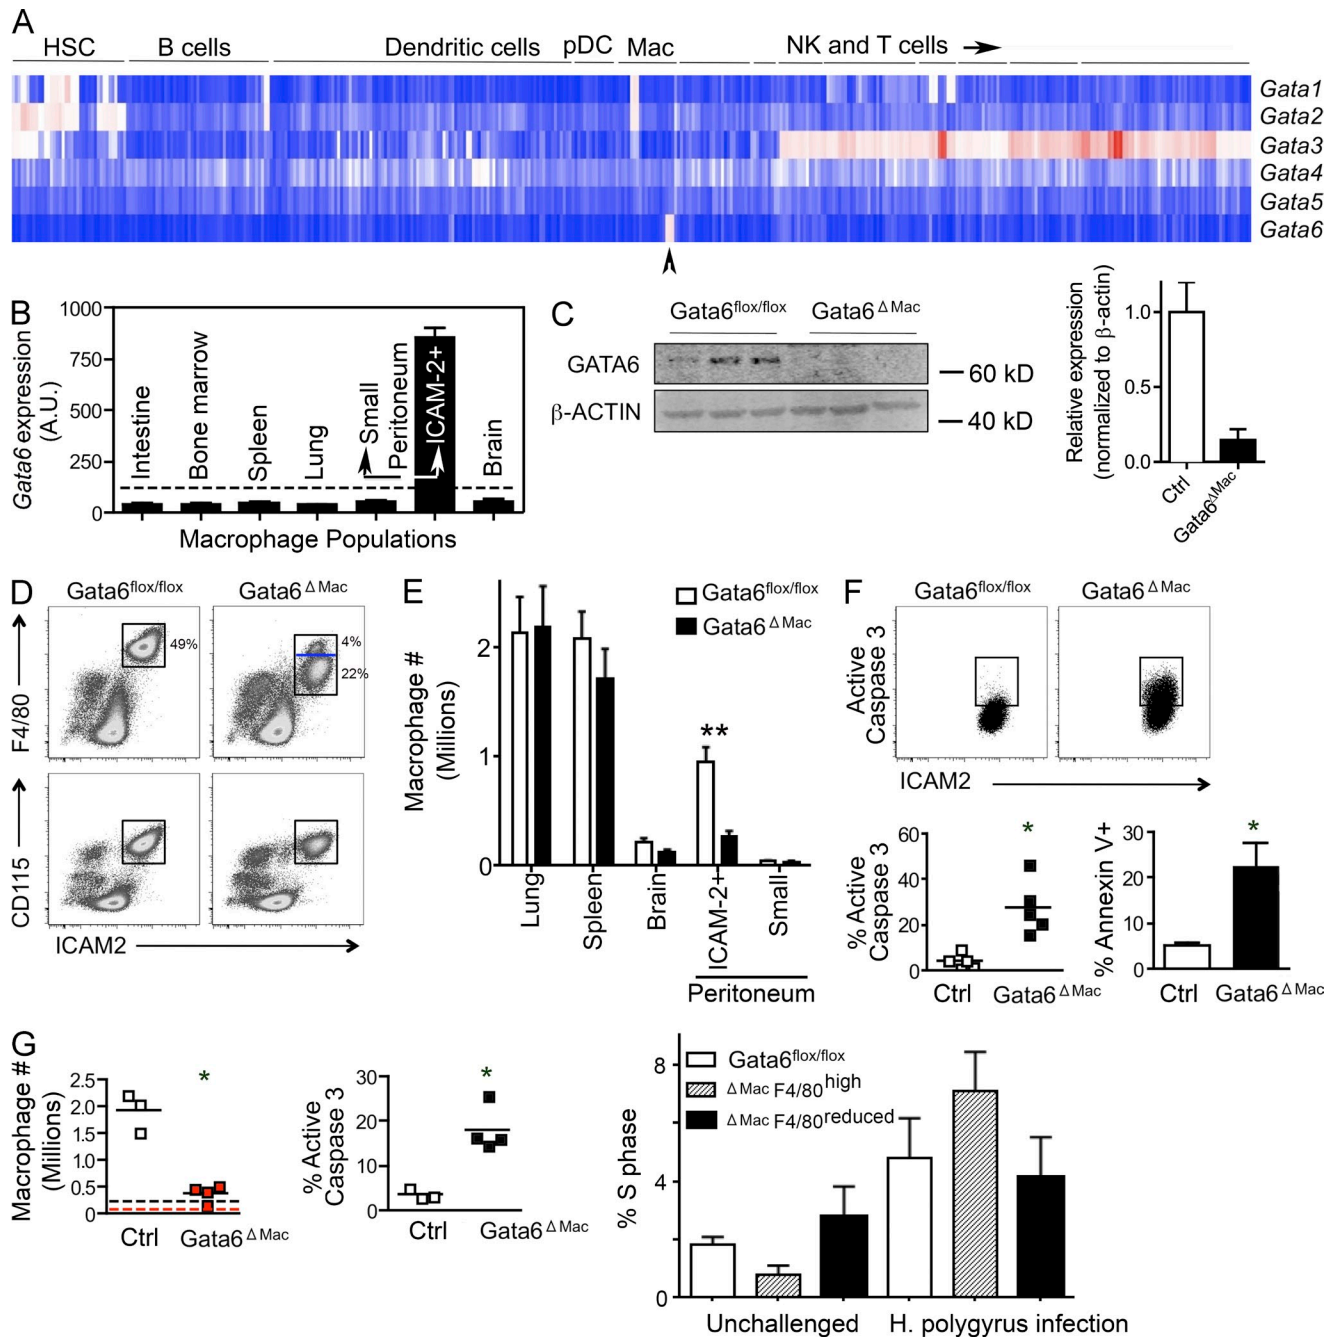 A
HSC B cells Dendritic cells pDC Mac NK and T cells
Gata1
Gata2
Gata3
Gata4
Gata5
Gata6
B
Gata6 expression
(A.U.)
1000
750
500
250
0
Intestine
Bone marrow
Spleen
Lung
Small
Peritoneum
ICAM-2+
Brain
Macrophage Populations
C
Gata6flox/flox Gata6ΔMac
GATA6
60 kD
β-ACTIN
40 kD
Relative expression
(normalized to β-actin)
1.0
0.5
0.0
Ctrl
Gata6ΔMac
D
Gata6flox/flox Gata6ΔMac
F4/80
49%
4%
22%
CD115
ICAM2
E
Macrophage #
(Millions)
2
1
0
Gata6flox/flox
Gata6ΔMac
**
Lung
Spleen
Brain
ICAM-2+
Small
Peritoneum
F
Gata6flox/flox Gata6ΔMac
Active
Caspase 3
ICAM2
% Active
Caspase 3
60
40
20
0
*
Ctrl Gata6ΔMac
% Annexin V+
30
20
10
0
*
Ctrl Gata6ΔMac
G
Macrophage #
(Millions)
2.5
2.0
1.5
1.0
0.5
0
*
Ctrl Gata6ΔMac
% Active
Caspase 3
30
20
10
0
*
Ctrl Gata6ΔMac
% S phase
8
4
0
Gata6flox/flox
ΔMac F4/80high
ΔMac F4/80reduced
Unchallenged H. polygyrus infection